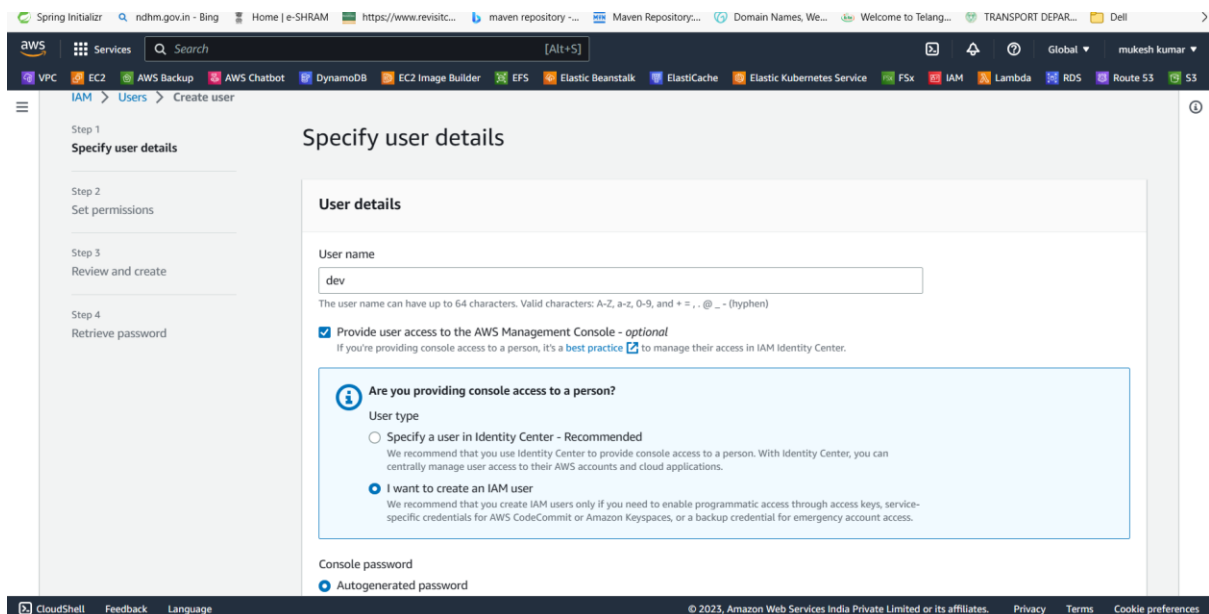 Spring Initializr ndhm.gov.in - Bing Home | e-SHRAM https://www.revisitc... maven repository -... Maven Repository:... Domain Names, We... Welcome to Telang... TRANSPORT DEPAR... Dell
aws Services Search [Alt+S] Global mukesh kumar
VPC EC2 AWS Backup AWS Chatbot DynamoDB EC2 Image Builder EFS Elastic Beanstalk ElastiCache Elastic Kubernetes Service FSx IAM Lambda RDS Route 53 S3
IAM > Users > Create user
Step 1
Specify user details
Step 2
Set permissions
Step 3
Review and create
Step 4
Retrieve password
Specify user details
User details
User name
dev
The user name can have up to 64 characters. Valid characters: A-Z, a-z, 0-9, and + = , . @ _ - (hyphen)
Provide user access to the AWS Management Console - optional
If you're providing console access to a person, it's a best practice to manage their access in IAM Identity Center.
Are you providing console access to a person?
User type
Specify a user in Identity Center - Recommended
We recommend that you use Identity Center to provide console access to a person. With Identity Center, you can
centrally manage user access to their AWS accounts and cloud applications.
I want to create an IAM user
We recommend that you create IAM users only if you need to enable programmatic access through access keys, service-
specific credentials for AWS CodeCommit or Amazon Keyspaces, or a backup credential for emergency account access.
Console password
Autogenerated password
CloudShell Feedback Language © 2023, Amazon Web Services India Private Limited or its affiliates. Privacy Terms Cookie preferences